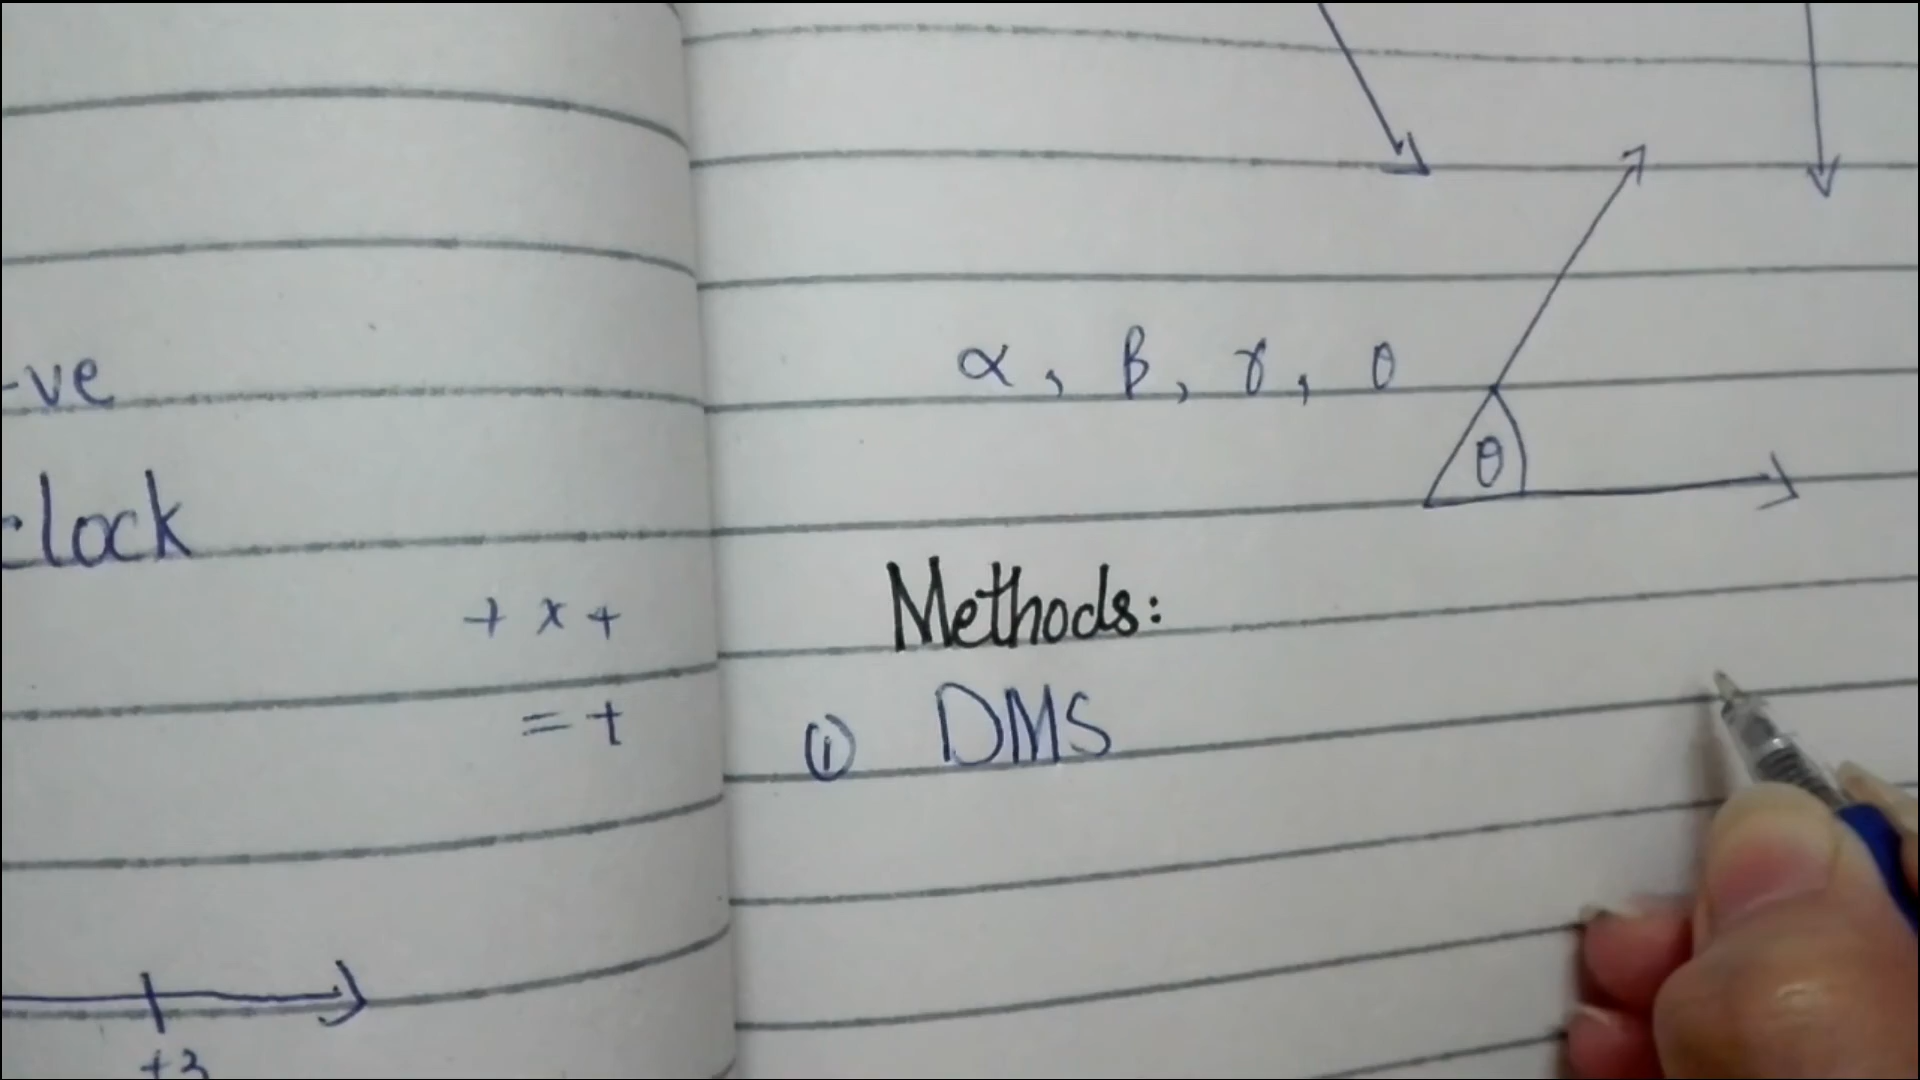 -ve
clock
+ x +
= +
+3
α, β, γ, θ
θ
Methods:
① DMS